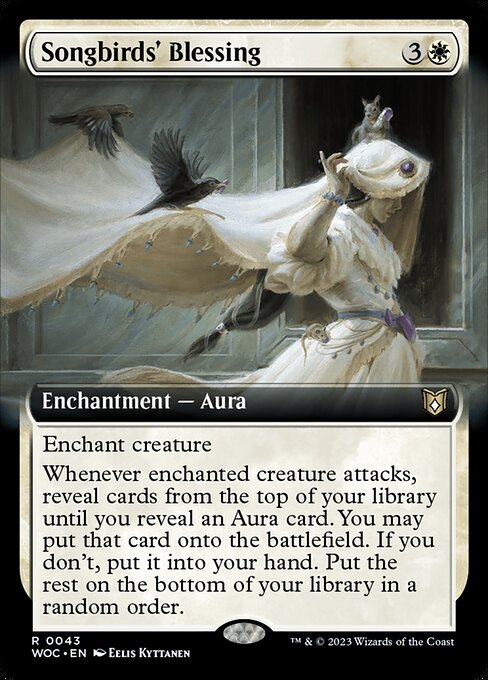 Songbirds' Blessing 3
Enchantment — Aura
Enchant creature
Whenever enchanted creature attacks,
reveal cards from the top of your library
until you reveal an Aura card. You may
put that card onto the battlefield. If you
don't, put it into your hand. Put the
rest on the bottom of your library in a
random order.
R 0043
WOC • EN Eelis Kyttanen
™ & © 2023 Wizards of the Coast